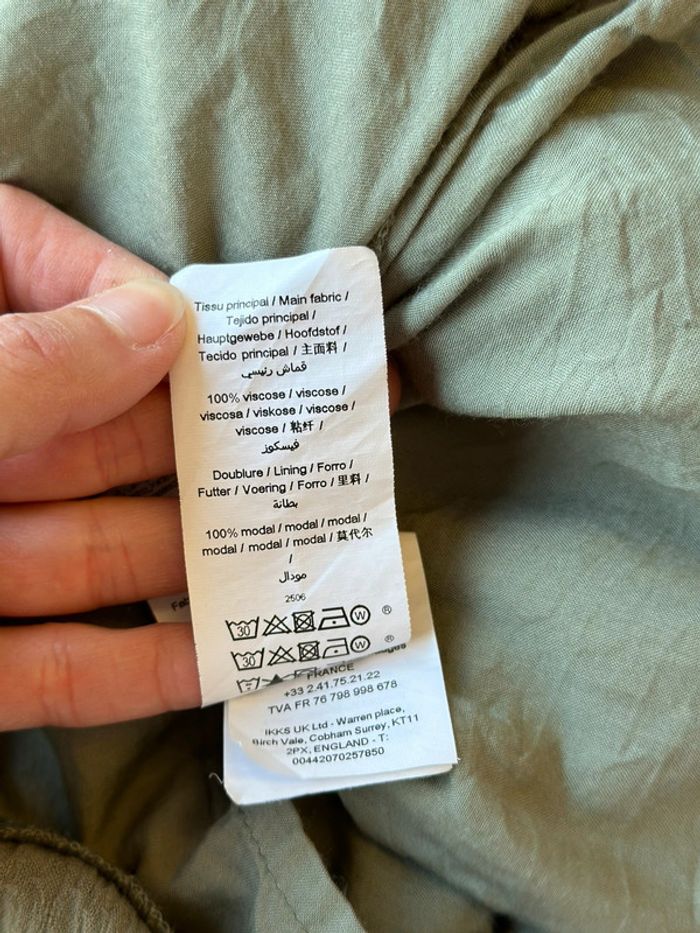 Tissu principal / Main fabric /
Tejido principal /
Hauptgewebe / Hoofdstof /
Tecido principal / 主面料 /
قماش رئيسي
100% viscose / viscose /
viscosa / viskose / viscose /
viscose / 粘纤 /
فيسكوز
Doublure / Lining / Forro /
Futter / Voering / Forro / 里料 /
بطانة
100% modal / modal / modal /
modal / modal / modal / 莫代尔
/
مودال
2506
30 W ®
30 W ®
FRANCE
+33 2.41.75.21.22
TVA FR 76 798 998 678
IKKS UK Ltd - Warren place,
Birch Vale, Cobham Surrey, KT11
2PX, ENGLAND - T:
00442070257850